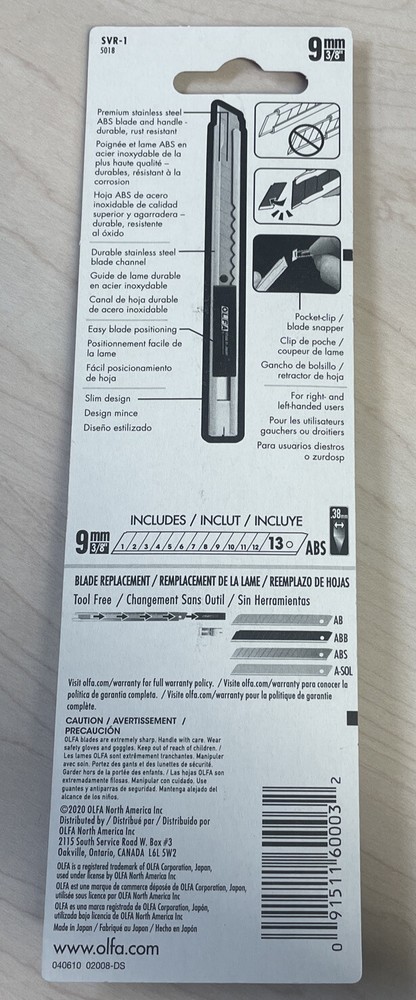 SVR-1
5018
9mm
3/8"
Premium stainless steel
ABS blade and handle -
durable, rust resistant
Poignée et lame ABS en
acier inoxydable de la
plus haute qualité –
durables, résistant à la
corrosion
Hoja ABS de acero
inoxidable de calidad
superior y agarradera –
durable, resistente
al óxido
Durable stainless steel
blade channel
Guide de lame durable
en acier inoxydable
Canal de hoja durable
de acero inoxidable
Easy blade positioning
Positionnement facile de
la lame
Fácil posicionamiento
de hoja
Slim design
Design mince
Diseño estilizado
OLFA
Pocket-clip /
blade snapper
Clip de poche /
coupeur de lame
Gancho de bolsillo /
retractor de hoja
For right- and
left-handed users
Pour les utilisateurs
gauchers ou droitiers
Para usuarios diestros
o zurdosp
INCLUDES / INCLUT / INCLUYE
9mm
3/8"
1 2 3 4 5 6 7 8 9 10 11 12 13 ABS
.38mm
BLADE REPLACEMENT / REMPLACEMENT DE LA LAME / REEMPLAZO DE HOJAS
Tool Free / Changement Sans Outil / Sin Herramientas
AB
ABB
ABS
A-SOL
Visit olfa.com/warranty for full warranty policy. / Visite olfa.com/warranty para conocer la
política de garantía completa. / Visite olfa.com/warranty pour la politique de garantie
complète.
CAUTION / AVERTISSEMENT /
PRECAUCIÓN
OLFA blades are extremely sharp. Handle with care. Wear
safety gloves and goggles. Keep out of reach of children. /
Les lames OLFA sont extrêmement tranchantes. Manipuler
avec soin. Portez des gants et des lunettes de sécurité.
Garder hors de la portée des enfants. / Las hojas OLFA son
extremadamente filosas. Manipular con cuidado. Use
guantes y antiparras de seguridad. Mantenga alejado del
alcance de los niños.
©2020 OLFA North America Inc
Distributed by / Distribué par / Distribuido por
OLFA North America Inc
2115 South Service Road W. Box #3
Oakville, Ontario, CANADA L6L 5W2
OLFA is a registered trademark of OLFA Corporation, Japan,
used under license by OLFA North America Inc
OLFA est une marque de commerce déposée de OLFA Corporation, Japan,
utilisée sous licence par OLFA North America Inc
OLFA es una marca registrada de OLFA Corporation, Japón,
utilizada bajo licencia de OLFA North America Inc
Made in Japan / Fabriqué au Japon / Hecho en Japón
www.olfa.com
040610 02008-DS
0 91511 60003 2